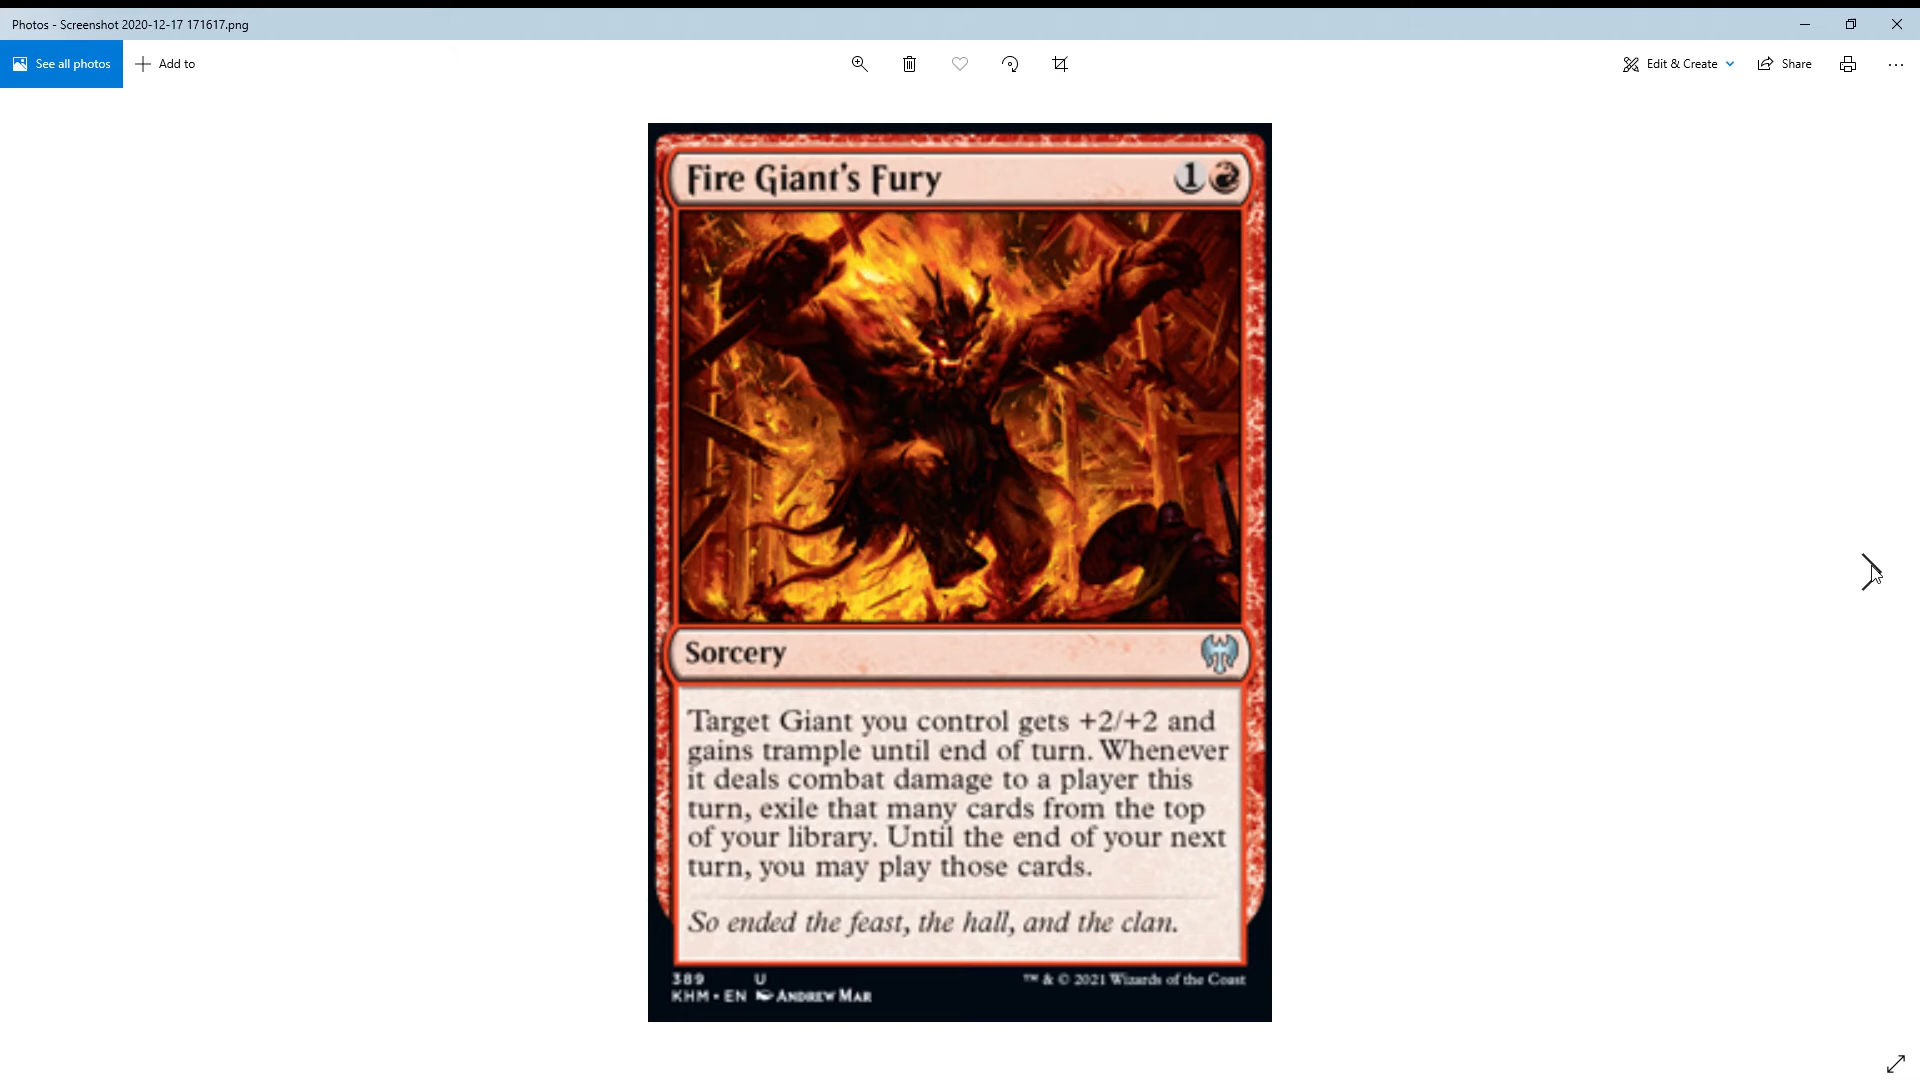 Photos - Screenshot 2020-12-17 171617.png
See all photos
Add to
Edit & Create
Share
Fire Giant's Fury
1
Sorcery
Target Giant you control gets +2/+2 and
gains trample until end of turn. Whenever
it deals combat damage to a player this
turn, exile that many cards from the top
of your library. Until the end of your next
turn, you may play those cards.
So ended the feast, the hall, and the clan.
389 U
™ & © 2021 Wizards of the Coast
KHM • EN Andrew Mar